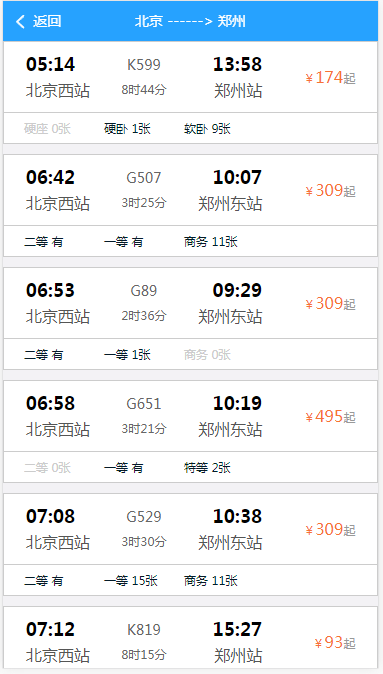 返回 北京 ------> 郑州
05:14 K599 13:58
北京西站 8时44分 郑州站 ¥174起
硬座 0张 硬卧 1张 软卧 9张
06:42 G507 10:07
北京西站 3时25分 郑州东站 ¥309起
二等 有 一等 有 商务 11张
06:53 G89 09:29
北京西站 2时36分 郑州东站 ¥309起
二等 有 一等 1张 商务 0张
06:58 G651 10:19
北京西站 3时21分 郑州东站 ¥495起
二等 0张 一等 有 特等 2张
07:08 G529 10:38
北京西站 3时30分 郑州东站 ¥309起
二等 有 一等 15张 商务 11张
07:12 K819 15:27
北京西站 8时15分 郑州站 ¥93起